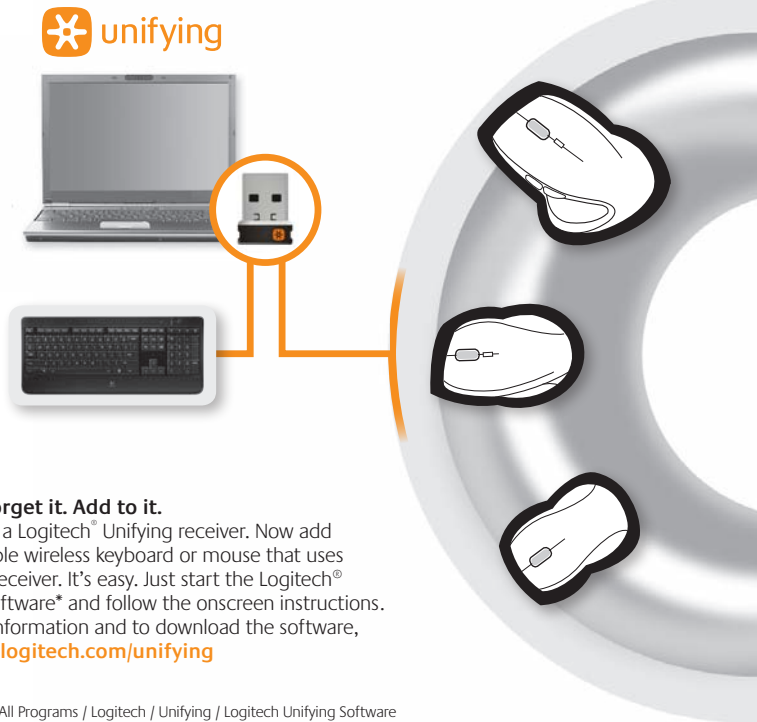 unifying
rget it. Add to it.
a Logitech® Unifying receiver. Now add
ble wireless keyboard or mouse that uses
eceiver. It's easy. Just start the Logitech®
ftware* and follow the onscreen instructions.
nformation and to download the software,
logitech.com/unifying
All Programs / Logitech / Unifying / Logitech Unifying Software